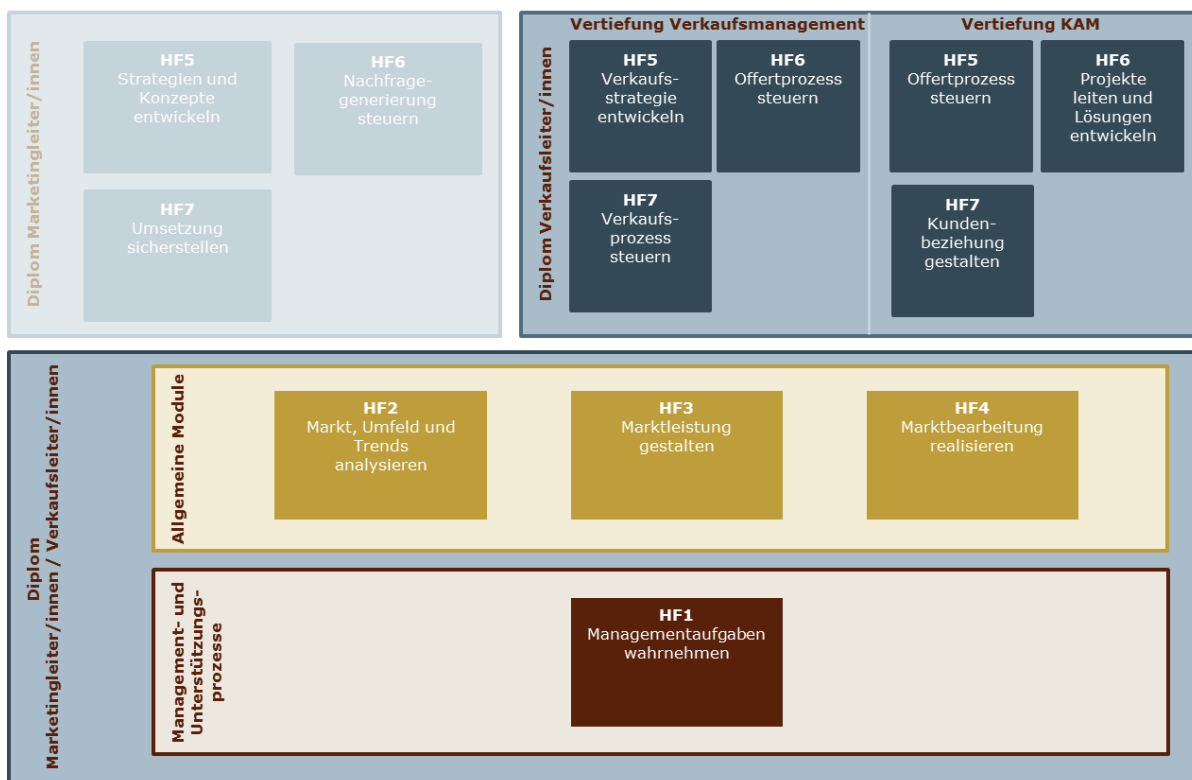 Diplom Marketingleiter/innen
HF5
Strategien und
Konzepte
entwickeln
HF6
Nachfrage-
generierung
steuern
HF7
Umsetzung
sicherstellen
Diplom Verkaufsleiter/innen
Vertiefung Verkaufsmanagement
HF5
Verkaufs-
strategie
entwickeln
HF6
Offertprozess
steuern
HF7
Verkaufs-
prozess
steuern
Vertiefung KAM
HF5
Offertprozess
steuern
HF6
Projekte
leiten und
Lösungen
entwickeln
HF7
Kunden-
beziehung
gestalten
Diplom
Marketingleiter/innen / Verkaufsleiter/innen
Allgemeine Module
HF2
Markt, Umfeld und
Trends
analysieren
HF3
Marktleistung
gestalten
HF4
Marktbearbeitung
realisieren
Management- und
Unterstützungs-
prozesse
HF1
Managementaufgaben
wahrnehmen